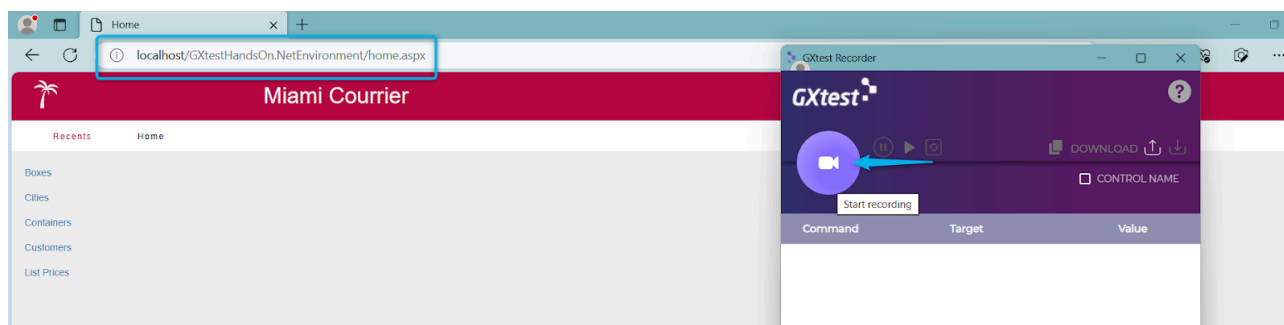 Home
localhost/GXtestHandsOn.NetEnvironment/home.aspx
Miami Courrier
Recents Home
Boxes
Cities
Containers
Customers
List Prices
GXtest Recorder
GXtest
?
DOWNLOAD
CONTROL NAME
Start recording
Command Target Value